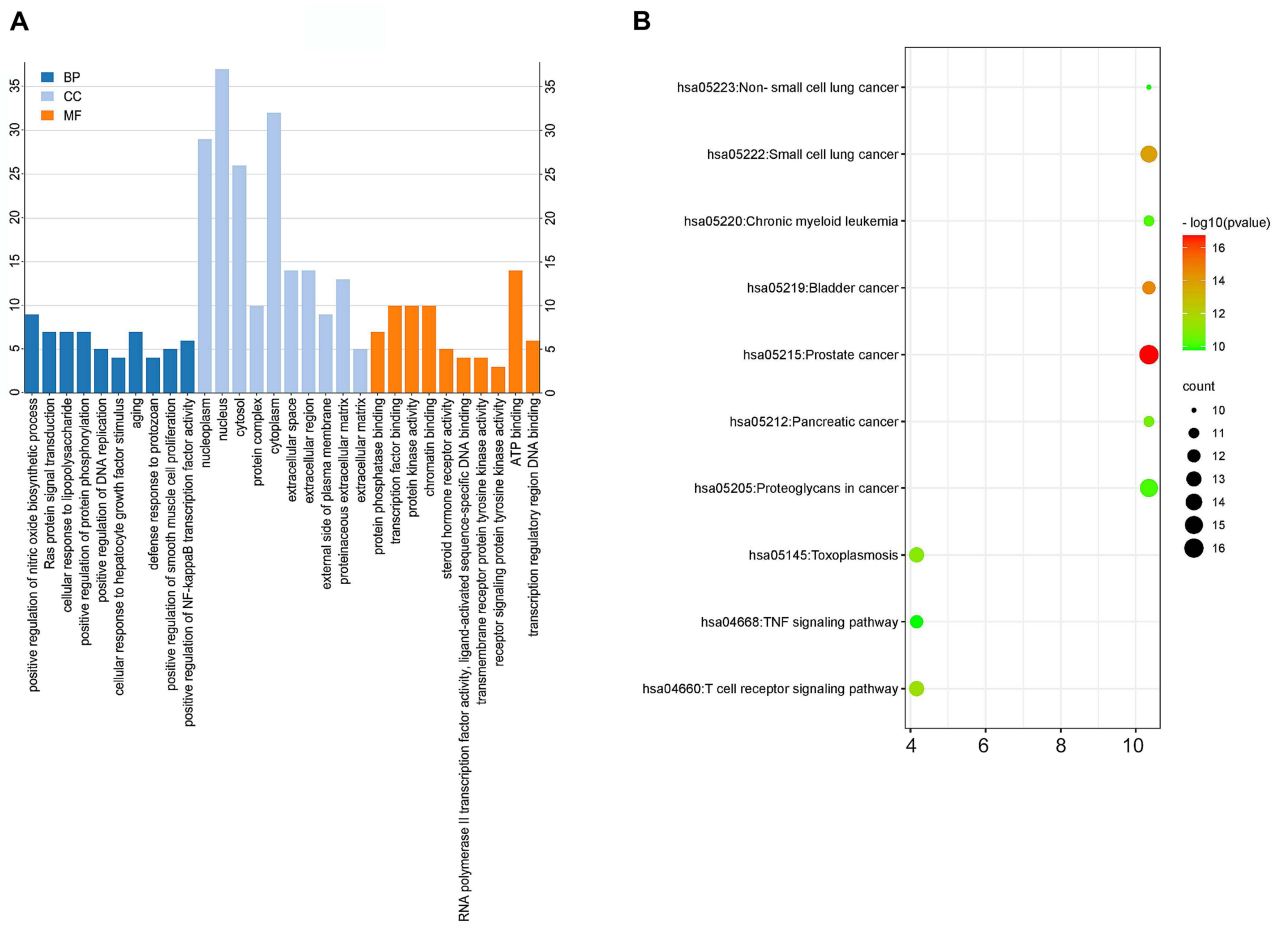 A
BP
CC
MF
35
30
25
20
15
10
5
0
35
30
25
20
15
10
5
0
positive regulation of nitric oxide biosynthetic process
Ras protein signal transduction
cellular response to lipopolysaccharide
positive regulation of protein phosphorylation
positive regulation of DNA replication
cellular response to hepatocyte growth factor stimulus
aging
defense response to protozoan
positive regulation of smooth muscle cell proliferation
positive regulation of NF-kappaB transcription factor activity
nucleoplasm
nucleus
cytosol
protein complex
cytoplasm
extracellular space
extracellular region
external side of plasma membrane
proteinaceous extracellular matrix
extracellular matrix
protein phosphatase binding
transcription factor binding
protein kinase activity
chromatin binding
steroid hormone receptor activity
RNA polymerase II transcription factor activity, ligand-activated sequence-specific DNA binding
transmembrane receptor protein tyrosine kinase activity
receptor signaling protein tyrosine kinase activity
ATP binding
transcription regulatory region DNA binding
B
hsa05223:Non- small cell lung cancer
hsa05222:Small cell lung cancer
hsa05220:Chronic myeloid leukemia
hsa05219:Bladder cancer
hsa05215:Prostate cancer
hsa05212:Pancreatic cancer
hsa05205:Proteoglycans in cancer
hsa05145:Toxoplasmosis
hsa04668:TNF signaling pathway
hsa04660:T cell receptor signaling pathway
4 6 8 10
- log10(pvalue)
16
14
12
10
count
10
11
12
13
14
15
16